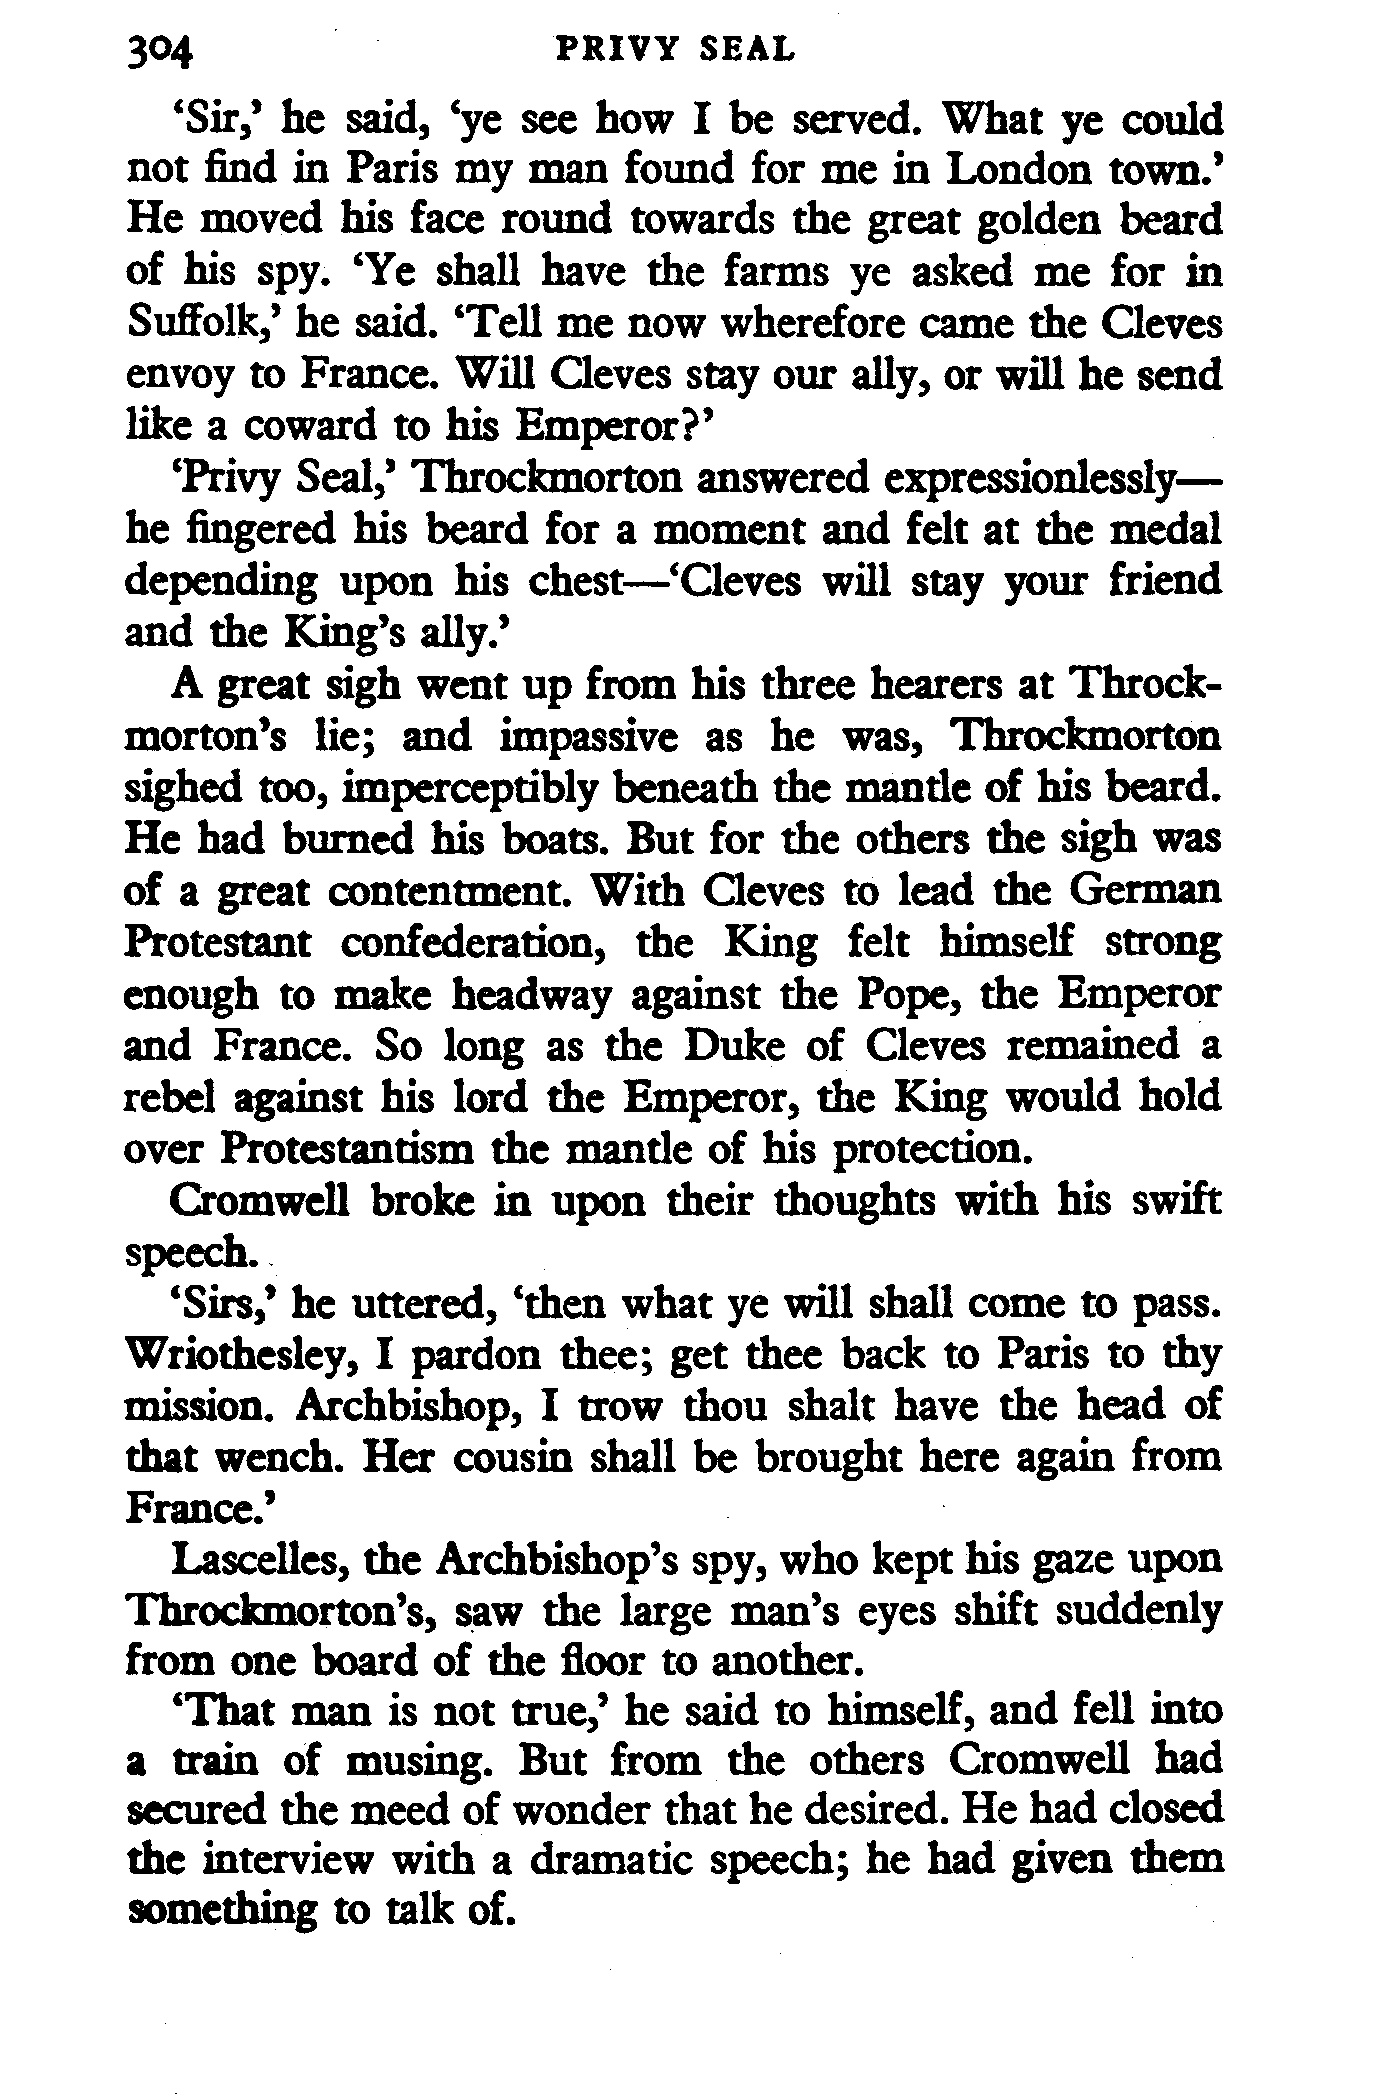 304 PRIVY SEAL
‘Sir,’ he said, ‘ye see how I be served. What ye could
not find in Paris my man found for me in London town.’
He moved his face round towards the great golden beard
of his spy. ‘Ye shall have the farms ye asked me for in
Suffolk,’ he said. ‘Tell me now wherefore came the Cleves
envoy to France. Will Cleves stay our ally, or will he send
like a coward to his Emperor?’
‘Privy Seal,’ Throckmorton answered expressionlessly—
he fingered his beard for a moment and felt at the medal
depending upon his chest—‘Cleves will stay your friend
and the King’s ally.’
A great sigh went up from his three hearers at Throck-
morton’s lie; and impassive as he was, Throckmorton
sighed too, imperceptibly beneath the mantle of his beard.
He had burned his boats. But for the others the sigh was
of a great contentment. With Cleves to lead the German
Protestant confederation, the King felt himself strong
enough to make headway against the Pope, the Emperor
and France. So long as the Duke of Cleves remained a
rebel against his lord the Emperor, the King would hold
over Protestantism the mantle of his protection.
Cromwell broke in upon their thoughts with his swift
speech.
‘Sirs,’ he uttered, ‘then what ye will shall come to pass.
Wriothesley, I pardon thee; get thee back to Paris to thy
mission. Archbishop, I trow thou shalt have the head of
that wench. Her cousin shall be brought here again from
France.’
Lascelles, the Archbishop’s spy, who kept his gaze upon
Throckmorton’s, saw the large man’s eyes shift suddenly
from one board of the floor to another.
‘That man is not true,’ he said to himself, and fell into
a train of musing. But from the others Cromwell had
secured the meed of wonder that he desired. He had closed
the interview with a dramatic speech; he had given them
something to talk of.